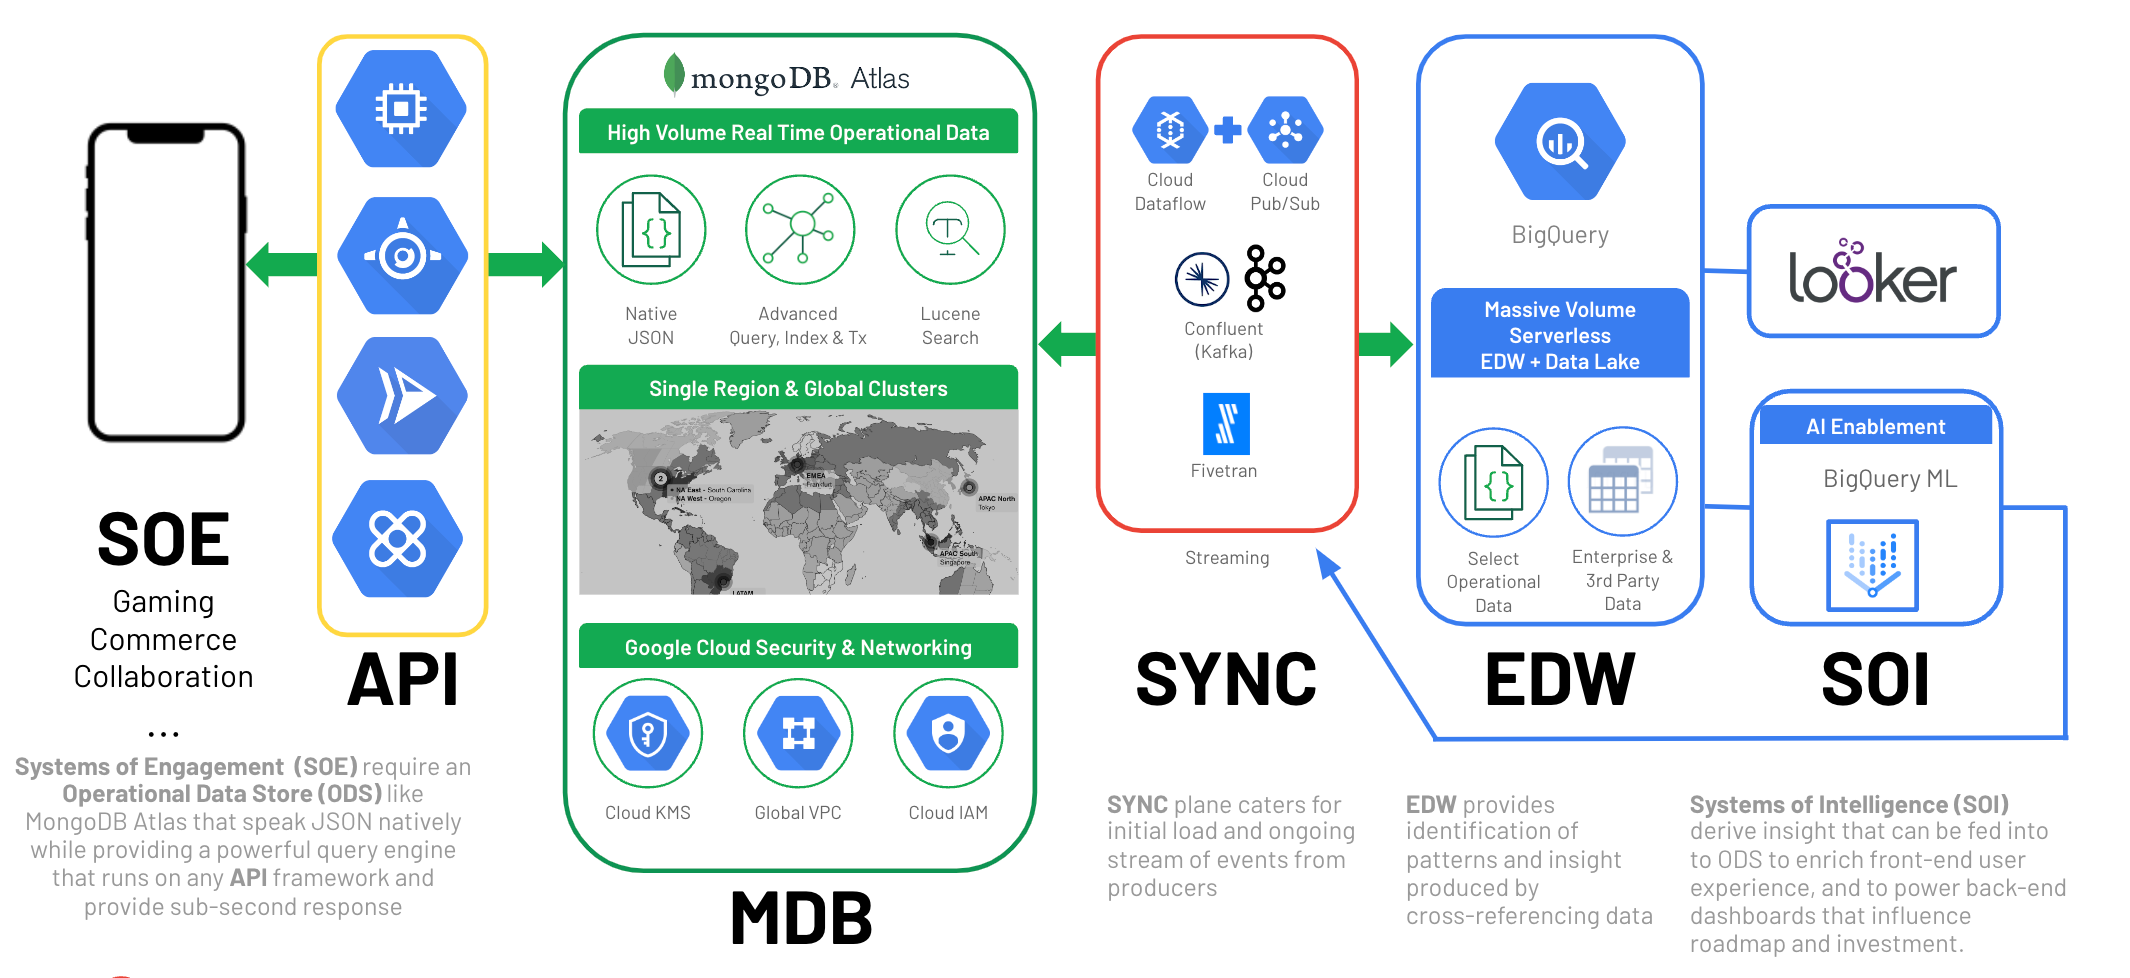 SOE
Gaming
Commerce
Collaboration
...
Systems of Engagement (SOE) require an
Operational Data Store (ODS) like
MongoDB Atlas that speak JSON natively
while providing a powerful query engine
that runs on any API framework and
provide sub-second response
API
mongoDB® Atlas
High Volume Real Time Operational Data
Native
JSON
Advanced
Query, Index & Tx
Lucene
Search
Single Region & Global Clusters
2
NA East - South Carolina
NA West - Oregon
EMEA
Frankfurt
APAC North
Tokyo
APAC South
Singapore
LATAM
Google Cloud Security & Networking
Cloud KMS
Global VPC
Cloud IAM
MDB
Cloud
Dataflow
Cloud
Pub/Sub
Confluent
(Kafka)
Fivetran
Streaming
SYNC
SYNC plane caters for
initial load and ongoing
stream of events from
producers
BigQuery
Massive Volume
Serverless
EDW + Data Lake
Select
Operational
Data
Enterprise &
3rd Party
Data
EDW
EDW provides
identification of
patterns and insight
produced by
cross-referencing data
looker
AI Enablement
BigQuery ML
SOI
Systems of Intelligence (SOI)
derive insight that can be fed into
to ODS to enrich front-end user
experience, and to power back-end
dashboards that influence
roadmap and investment.